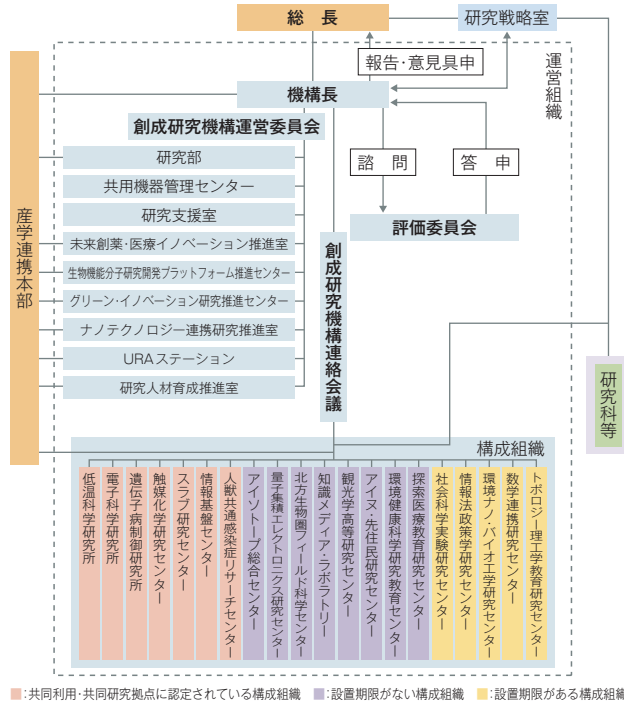 総 長
研究戦略室
報告・意見具申
運営組織
機構長
創成研究機構運営委員会
研究部
共用機器管理センター
研究支援室
未来創薬・医療イノベーション推進室
生物機能分子研究開発プラットフォーム推進センター
グリーン・イノベーション研究推進センター
ナノテクノロジー連携研究推進室
URAステーション
研究人材育成推進室
諮 問
答 申
評価委員会
産学連携本部
創成研究機構連絡会議
研究科等
構成組織
低温科学研究所
電子科学研究所
遺伝子病制御研究所
触媒化学研究センター
スラブ研究センター
情報基盤センター
人獣共通感染症リサーチセンター
アイソトープ総合センター
量子集積エレクトロニクス研究センター
北方生物圏フィールド科学センター
知識メディア・ラボラトリー
観光学高等研究センター
アイヌ・先住民研究センター
環境健康科学研究教育センター
探索医療教育研究センター
社会科学実験研究センター
情報法政策学研究センター
環境ナノ・バイオ工学研究センター
数学連携研究センター
トポロジー理工学教育研究センター
:共同利用・共同研究拠点に認定されている構成組織
:設置期限がない構成組織
:設置期限がある構成組織